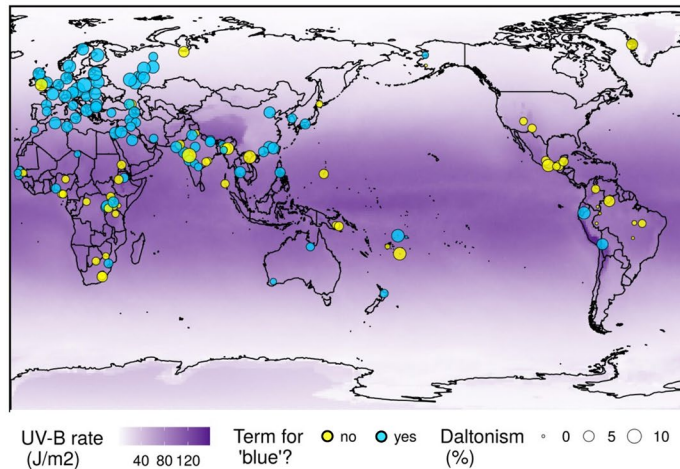 UV-B rate Term for no yes Daltonism 0 5 10
(J/m2) 40 80 120 'blue'? (%)